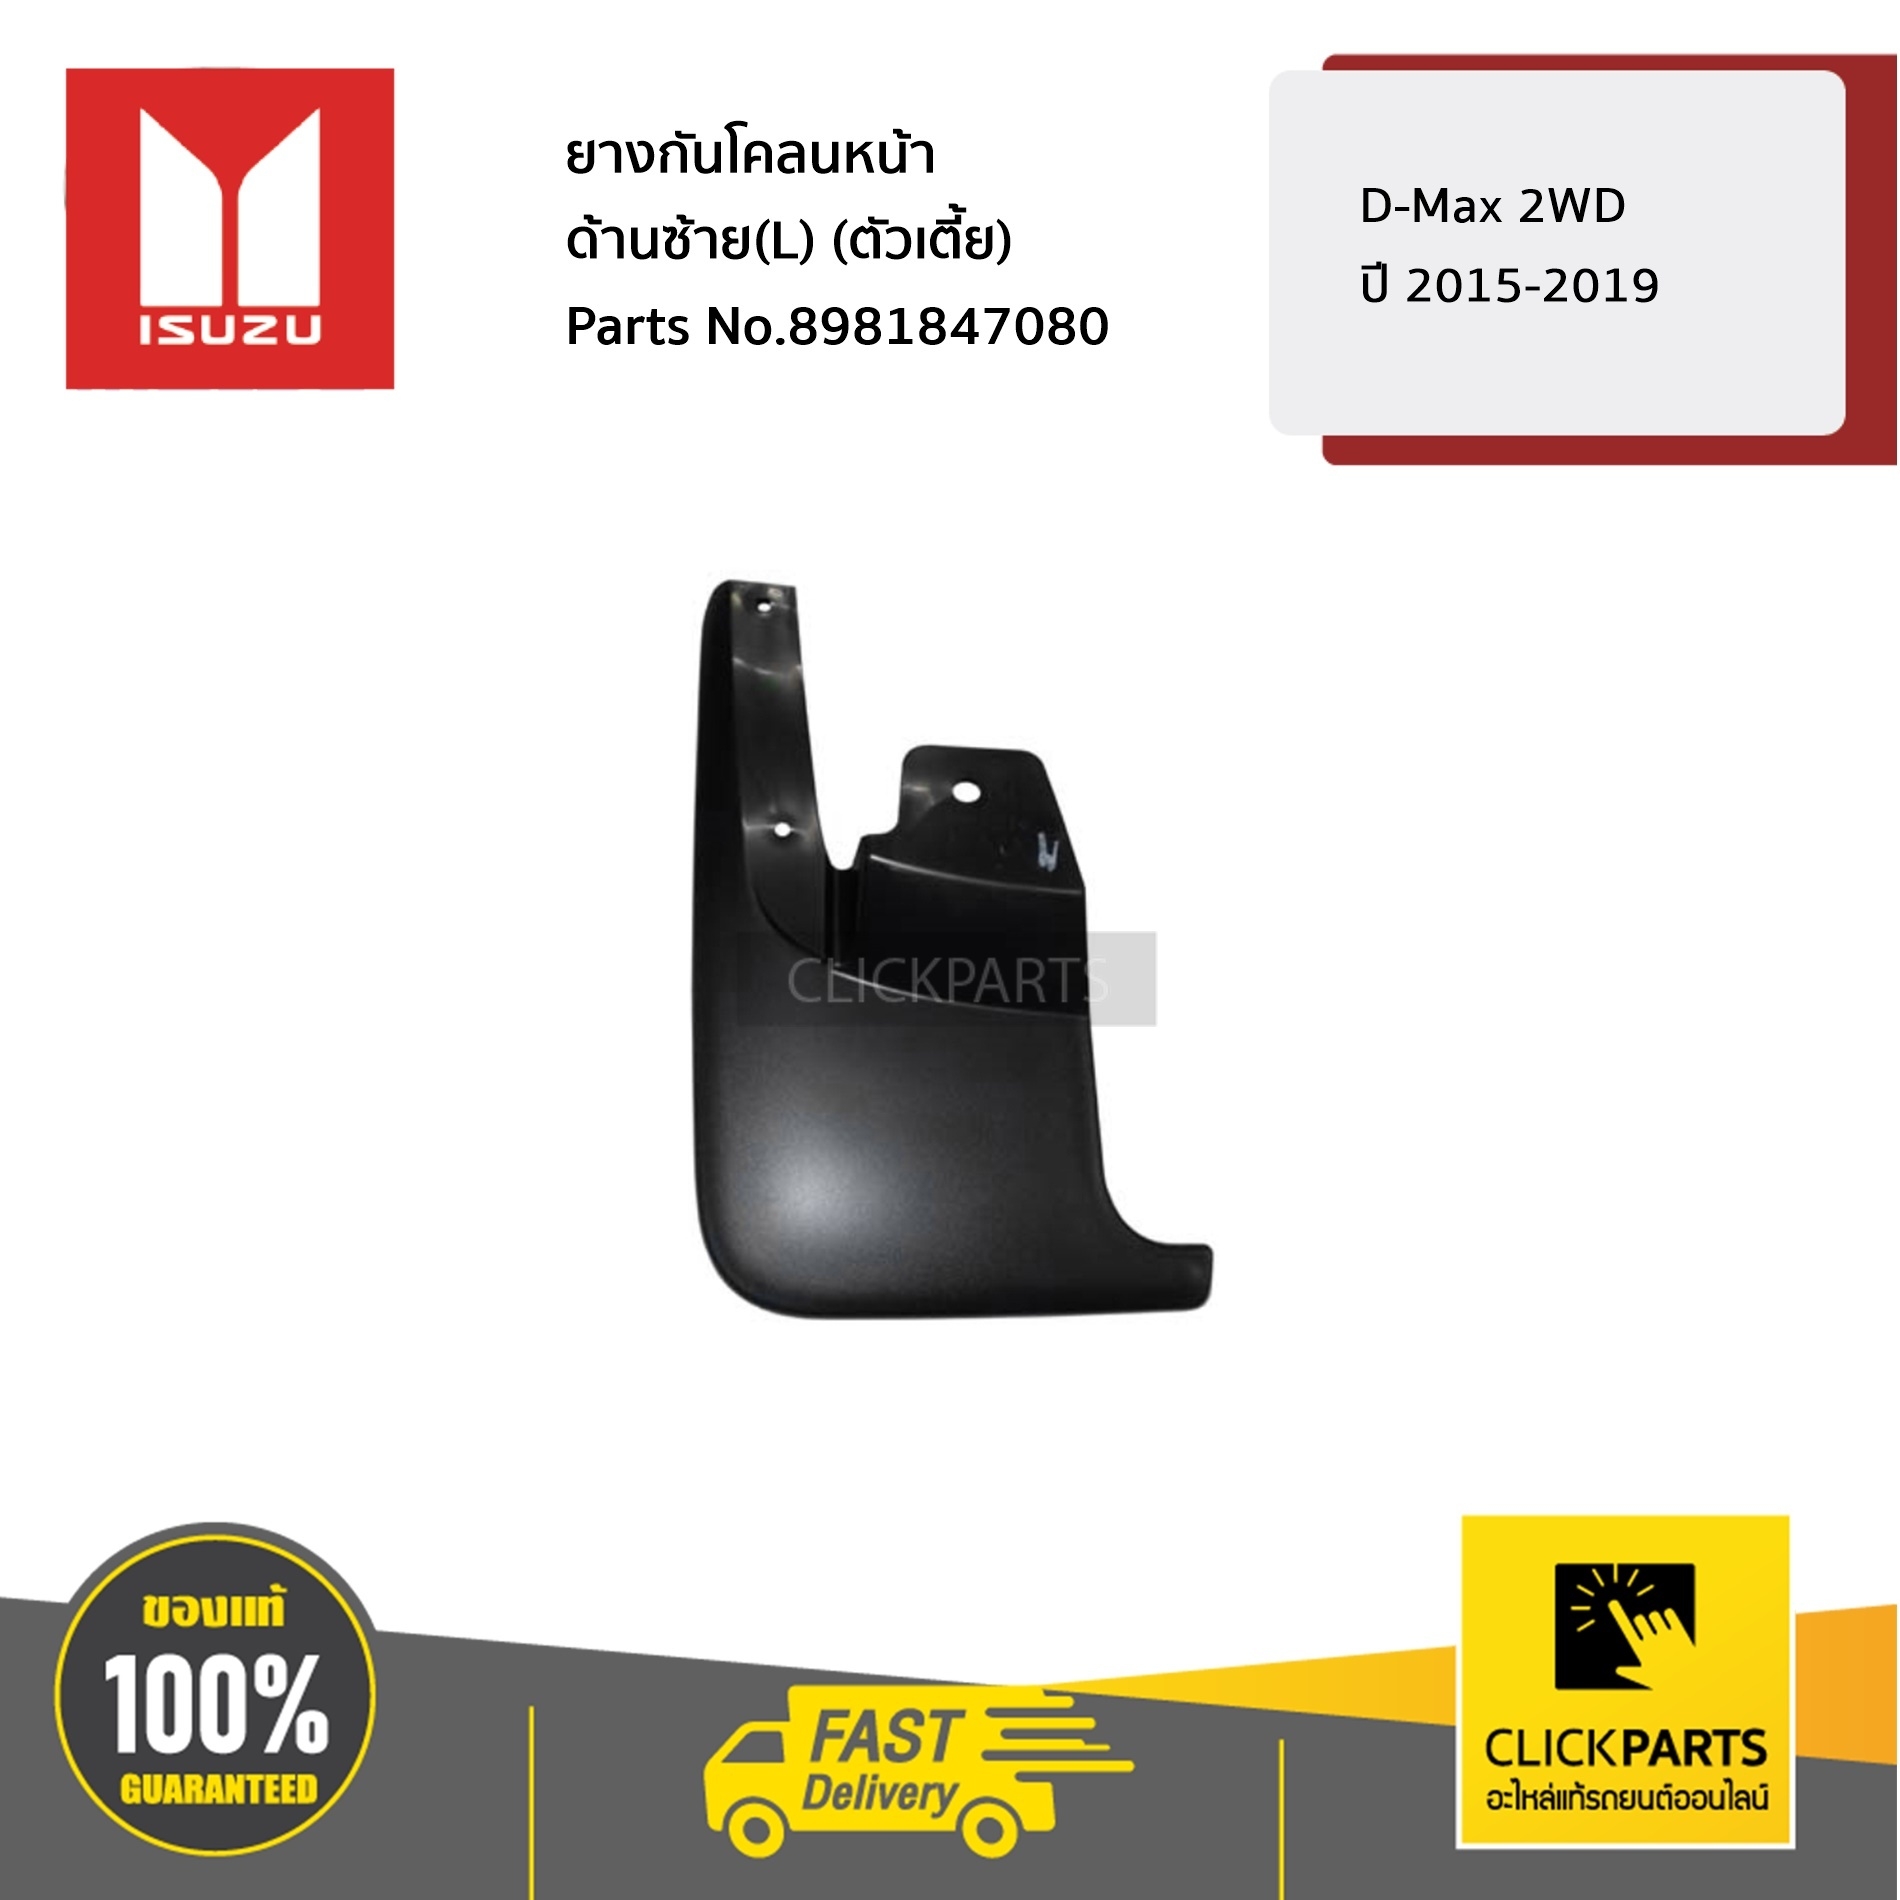 ISUZU
ยางกันโคลนหน้า
ด้านซ้าย(L) (ตัวเตี้ย)
Parts No.8981847080
D-Max 2WD
ปี 2015-2019
CLICKPARTS
ของแท้
100%
GUARANTEED
FAST
Delivery
CLICKPARTS
อะไหล่แท้รถยนต์ออนไลน์